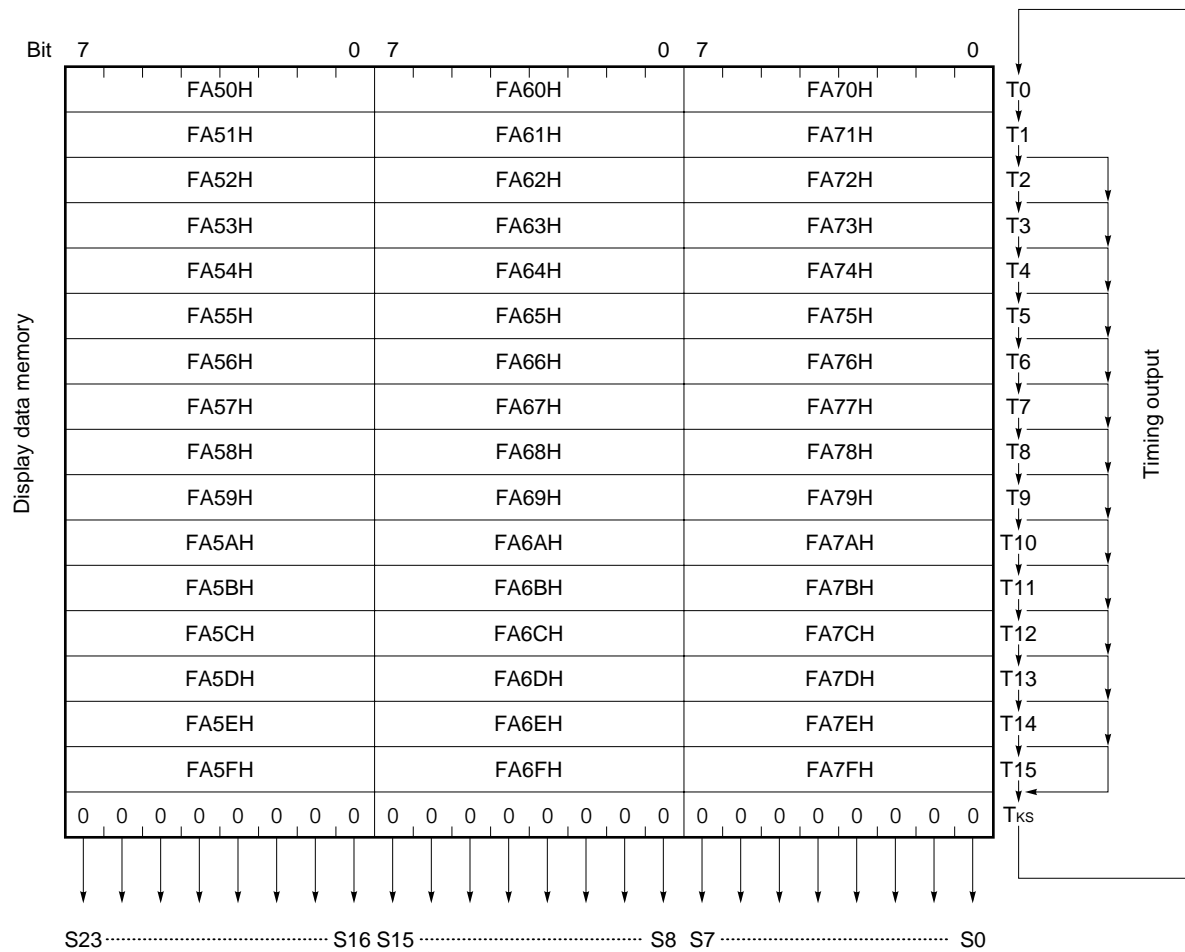 Bit 7 0 7 0 7 0
FA50H FA60H FA70H T0
FA51H FA61H FA71H T1
FA52H FA62H FA72H T2
FA53H FA63H FA73H T3
FA54H FA64H FA74H T4
FA55H FA65H FA75H T5
FA56H FA66H FA76H T6
FA57H FA67H FA77H T7
FA58H FA68H FA78H T8
FA59H FA69H FA79H T9
FA5AH FA6AH FA7AH T10
FA5BH FA6BH FA7BH T11
FA5CH FA6CH FA7CH T12
FA5DH FA6DH FA7DH T13
FA5EH FA6EH FA7EH T14
FA5FH FA6FH FA7FH T15
0 0 0 0 0 0 0 0 0 0 0 0 0 0 0 0 0 0 0 0 0 0 0 0 TKS
S23 S16 S15 S8 S7 S0
Display data memory
Timing output